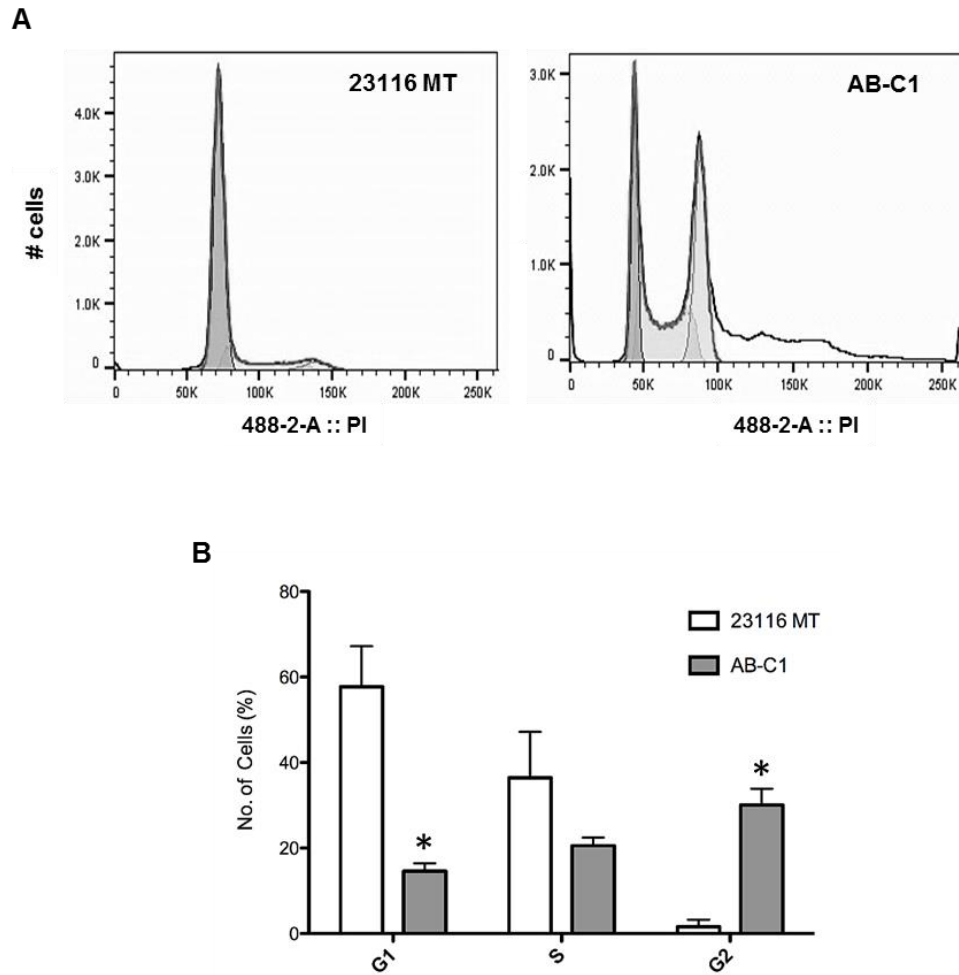 A
23116 MT
4.0K
3.0K
2.0K
1.0K
0
# cells
0 50K 100K 150K 200K 250K
488-2-A :: PI
AB-C1
3.0K
2.0K
1.0K
0
0 50K 100K 150K 200K 250K
488-2-A :: PI
B
80
60
40
20
0
No. of Cells (%)
23116 MT
AB-C1
*
*
G1 S G2